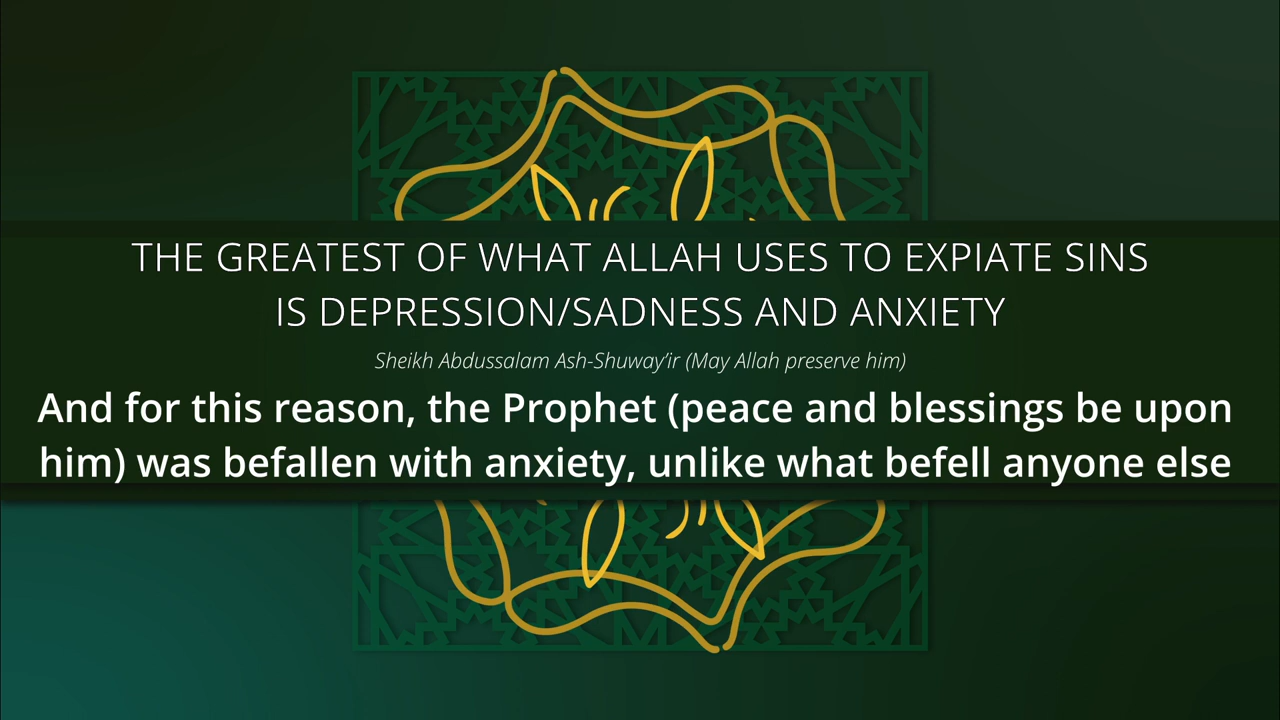 THE GREATEST OF WHAT ALLAH USES TO EXPIATE SINS
IS DEPRESSION/SADNESS AND ANXIETY
Sheikh Abdussalam Ash-Shuway’ir (May Allah preserve him)
And for this reason, the Prophet (peace and blessings be upon
him) was befallen with anxiety, unlike what befell anyone else